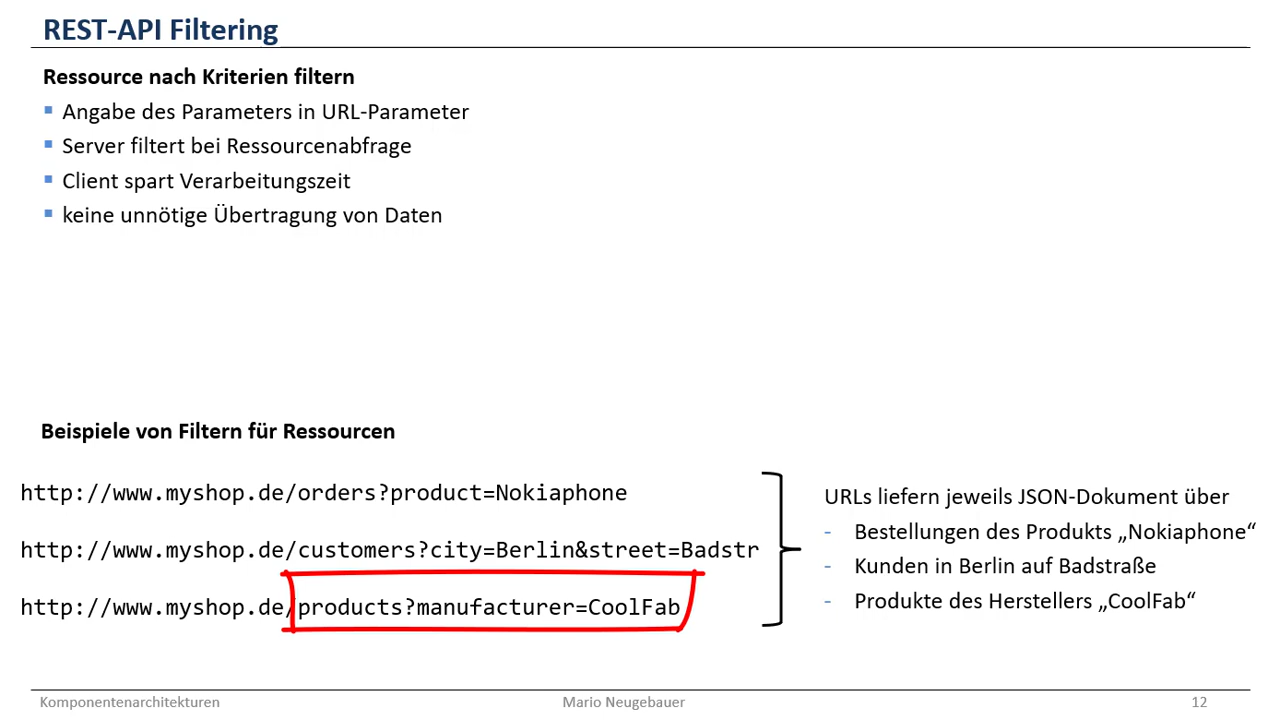 REST-API Filtering
Ressource nach Kriterien filtern
Angabe des Parameters in URL-Parameter
Server filtert bei Ressourcenabfrage
Client spart Verarbeitungszeit
keine unnötige Übertragung von Daten
Beispiele von Filtern für Ressourcen
http://www.myshop.de/orders?product=Nokiaphone
http://www.myshop.de/customers?city=Berlin&street=Badstr
http://www.myshop.de/products?manufacturer=CoolFab
URLs liefern jeweils JSON-Dokument über
- Bestellungen des Produkts „Nokiaphone“
- Kunden in Berlin auf Badstraße
- Produkte des Herstellers „CoolFab“
Komponentenarchitekturen
Mario Neugebauer
12